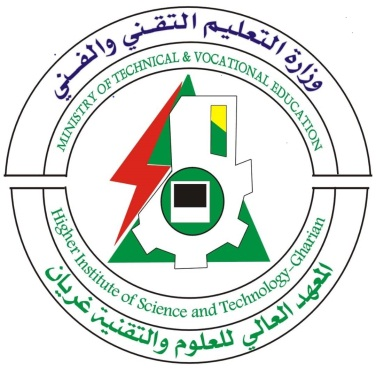 وزارة التعليم التقني والفني
MINISTRY OF TECHNICAL & VOCATIONAL EDUCATION
Higher Institute of Science and Technology-Gharian
المعهد العالي للعلوم والتقنية غريان